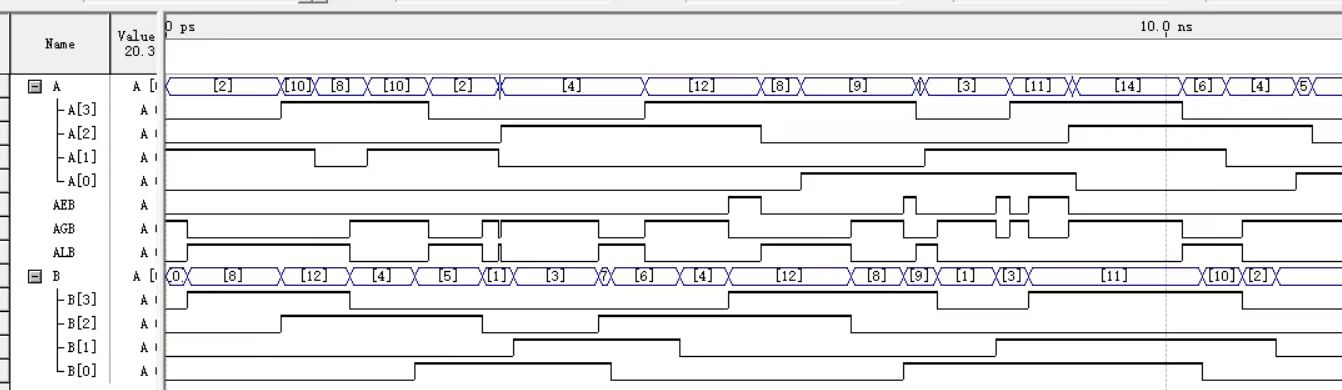 0 ps 10.0 ns
Name Value
20.3
A A [ [2] [10] [8] [10] [2] [4] [12] [8] [9] [3] [11] [14] [6] [4] 5
A[3] A
A[2] A
A[1] A
A[0] A
AEB A
AGB A
ALB A
B A [ 0 [8] [12] [4] [5] [1] [3] 7 [6] [4] [12] [8] [9] [1] [3] [11] [10] [2]
B[3] A
B[2] A
B[1] A
B[0] A